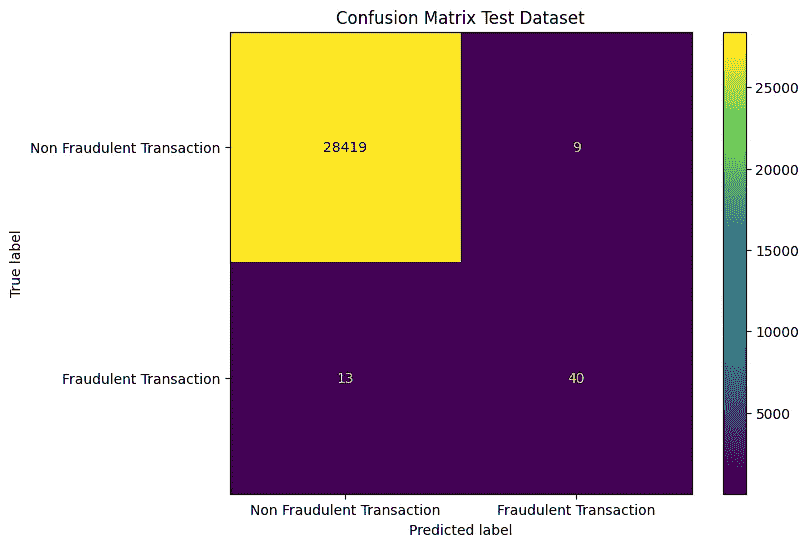 Confusion Matrix Test Dataset
Non Fraudulent Transaction
28419
9
25000
20000
15000
10000
5000
True label
Fraudulent Transaction
13
40
Non Fraudulent Transaction
Fraudulent Transaction
Predicted label